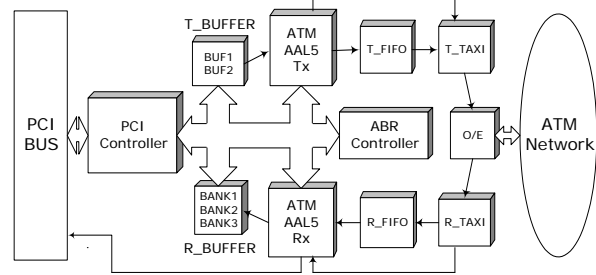 T_BUFFER
BUF1
BUF2
ATM
AAL5
Tx
T_FIFO
T_TAXI
PCI
BUS
PCI
Controller
ABR
Controller
O/E
ATM
Network
BANK1
BANK2
BANK3
R_BUFFER
ATM
AAL5
Rx
R_FIFO
R_TAXI